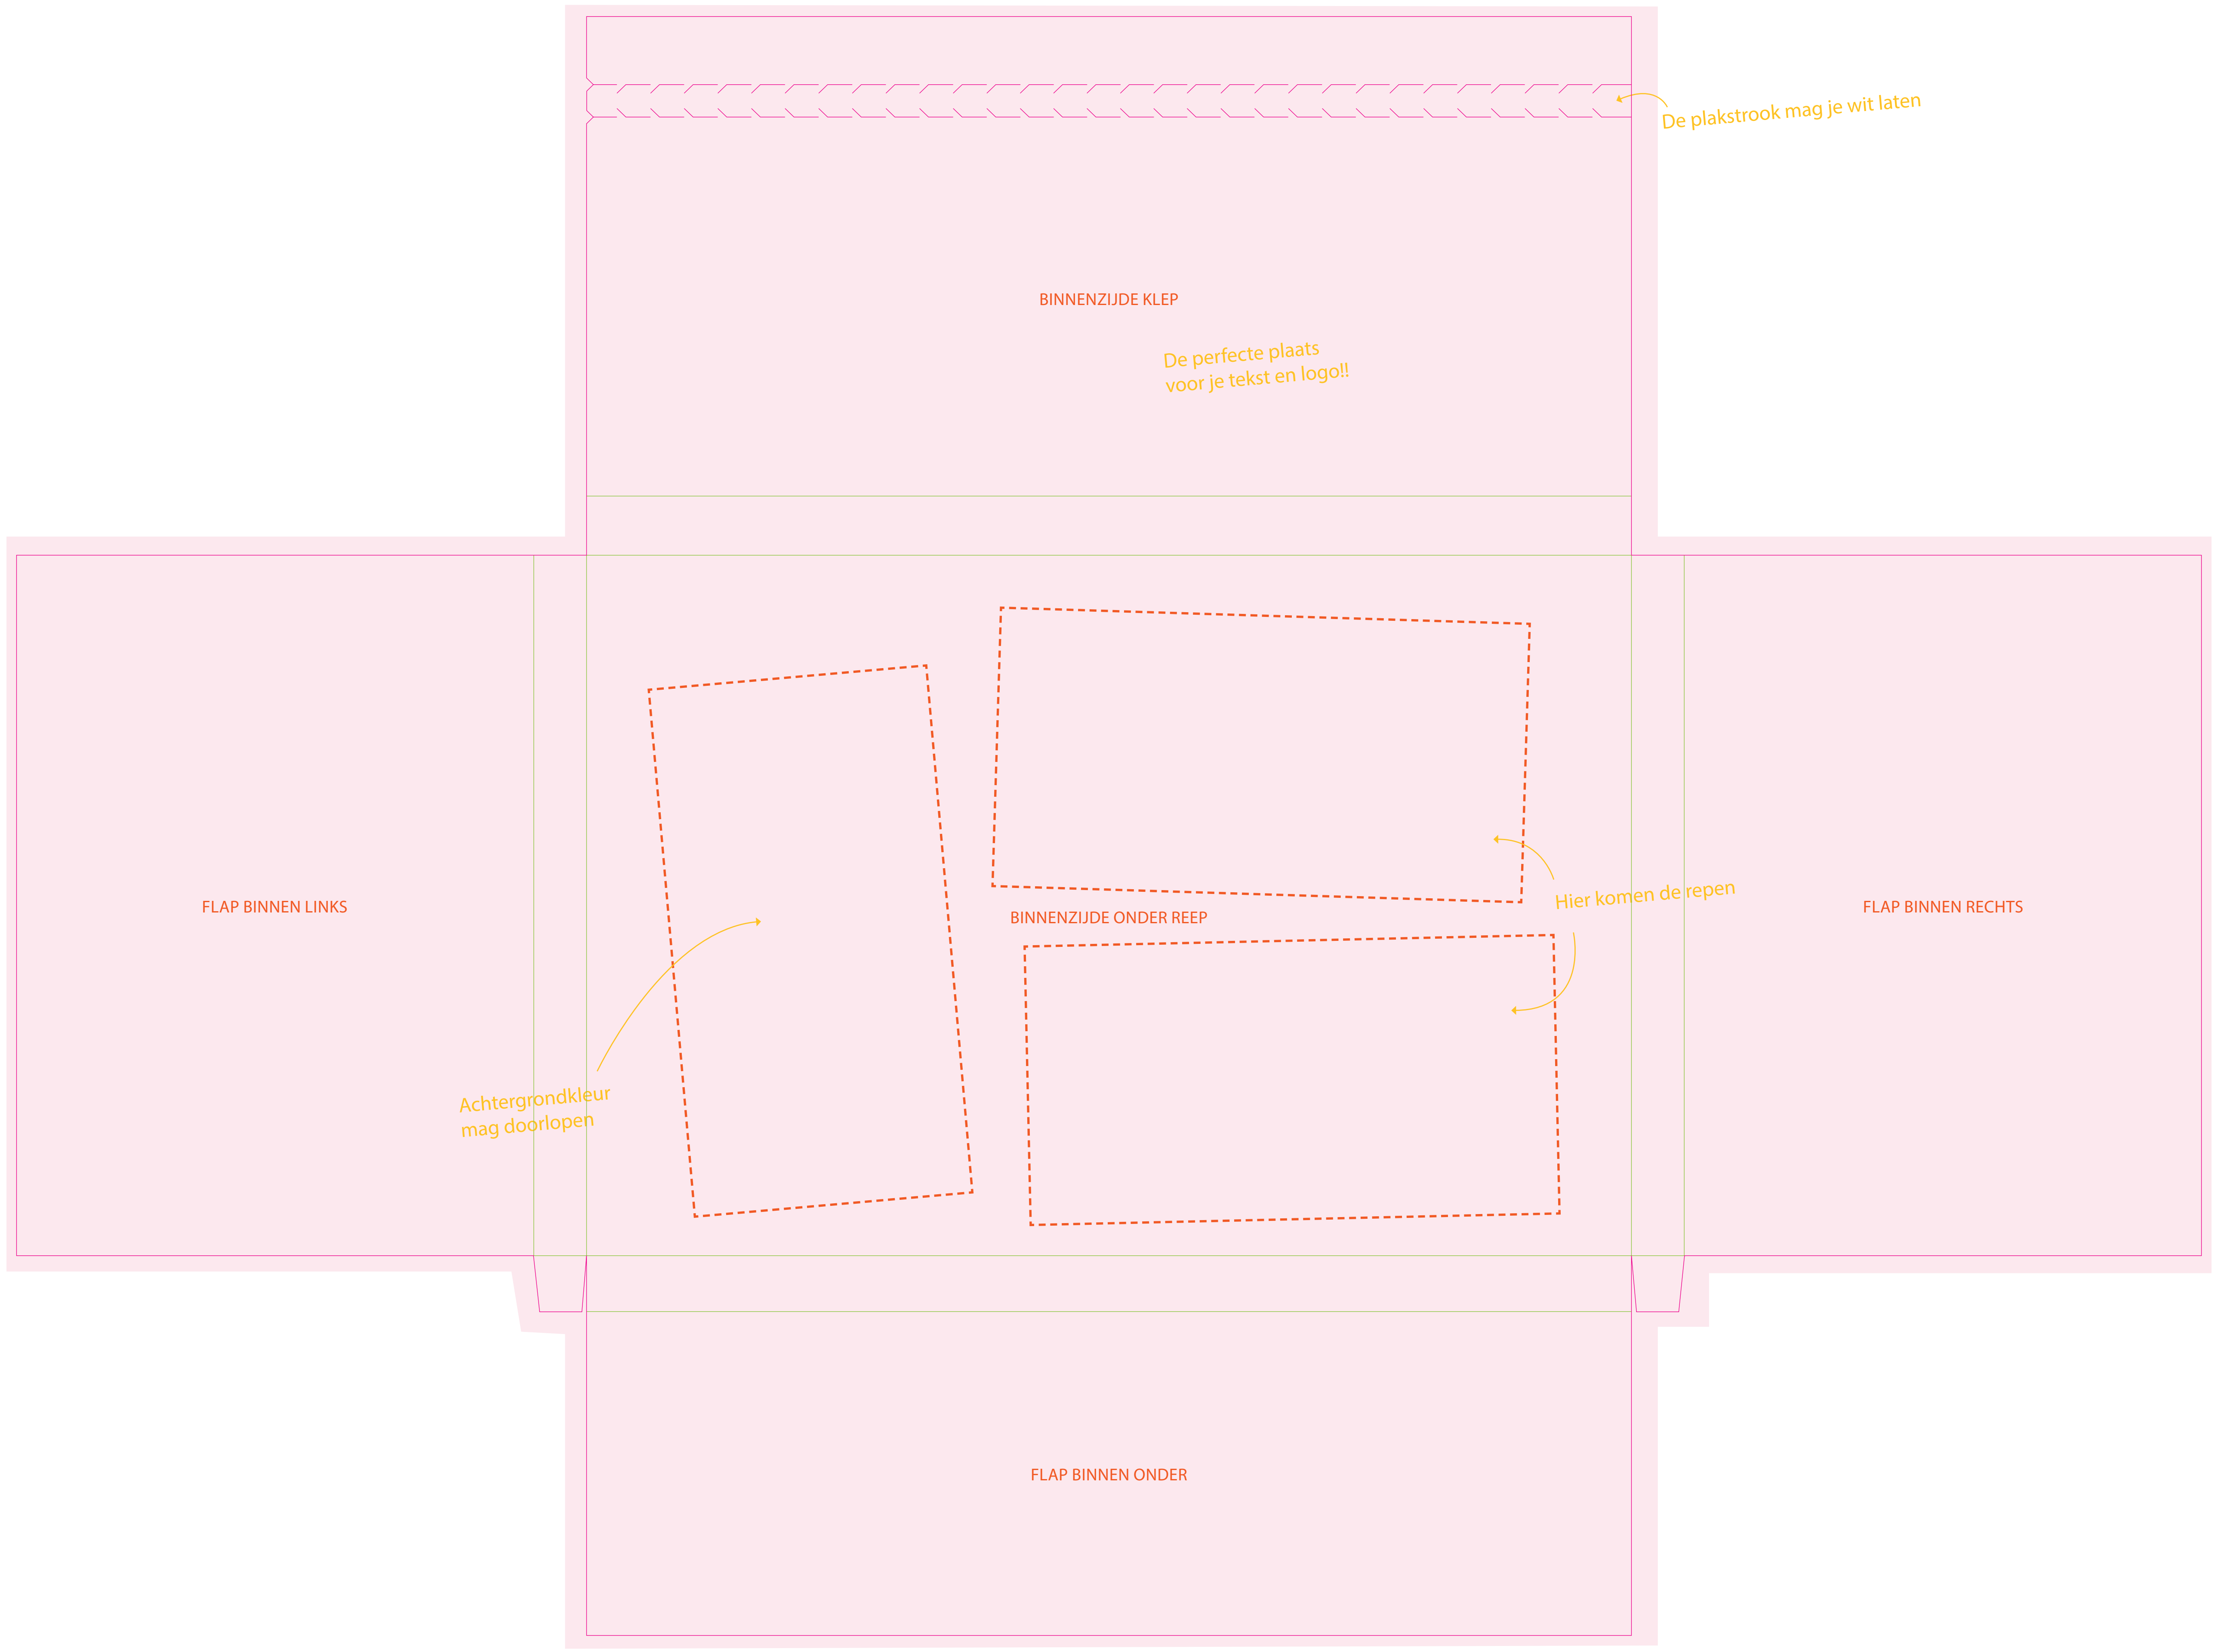 De plakstrook mag je wit laten
BINNENZIJDE KLEP
De perfecte plaats
voor je tekst en logo!!
FLAP BINNEN LINKS
BINNENZIJDE ONDER REEP
Hier komen de repen
FLAP BINNEN RECHTS
Achtergrondkleur
mag doorlopen
FLAP BINNEN ONDER